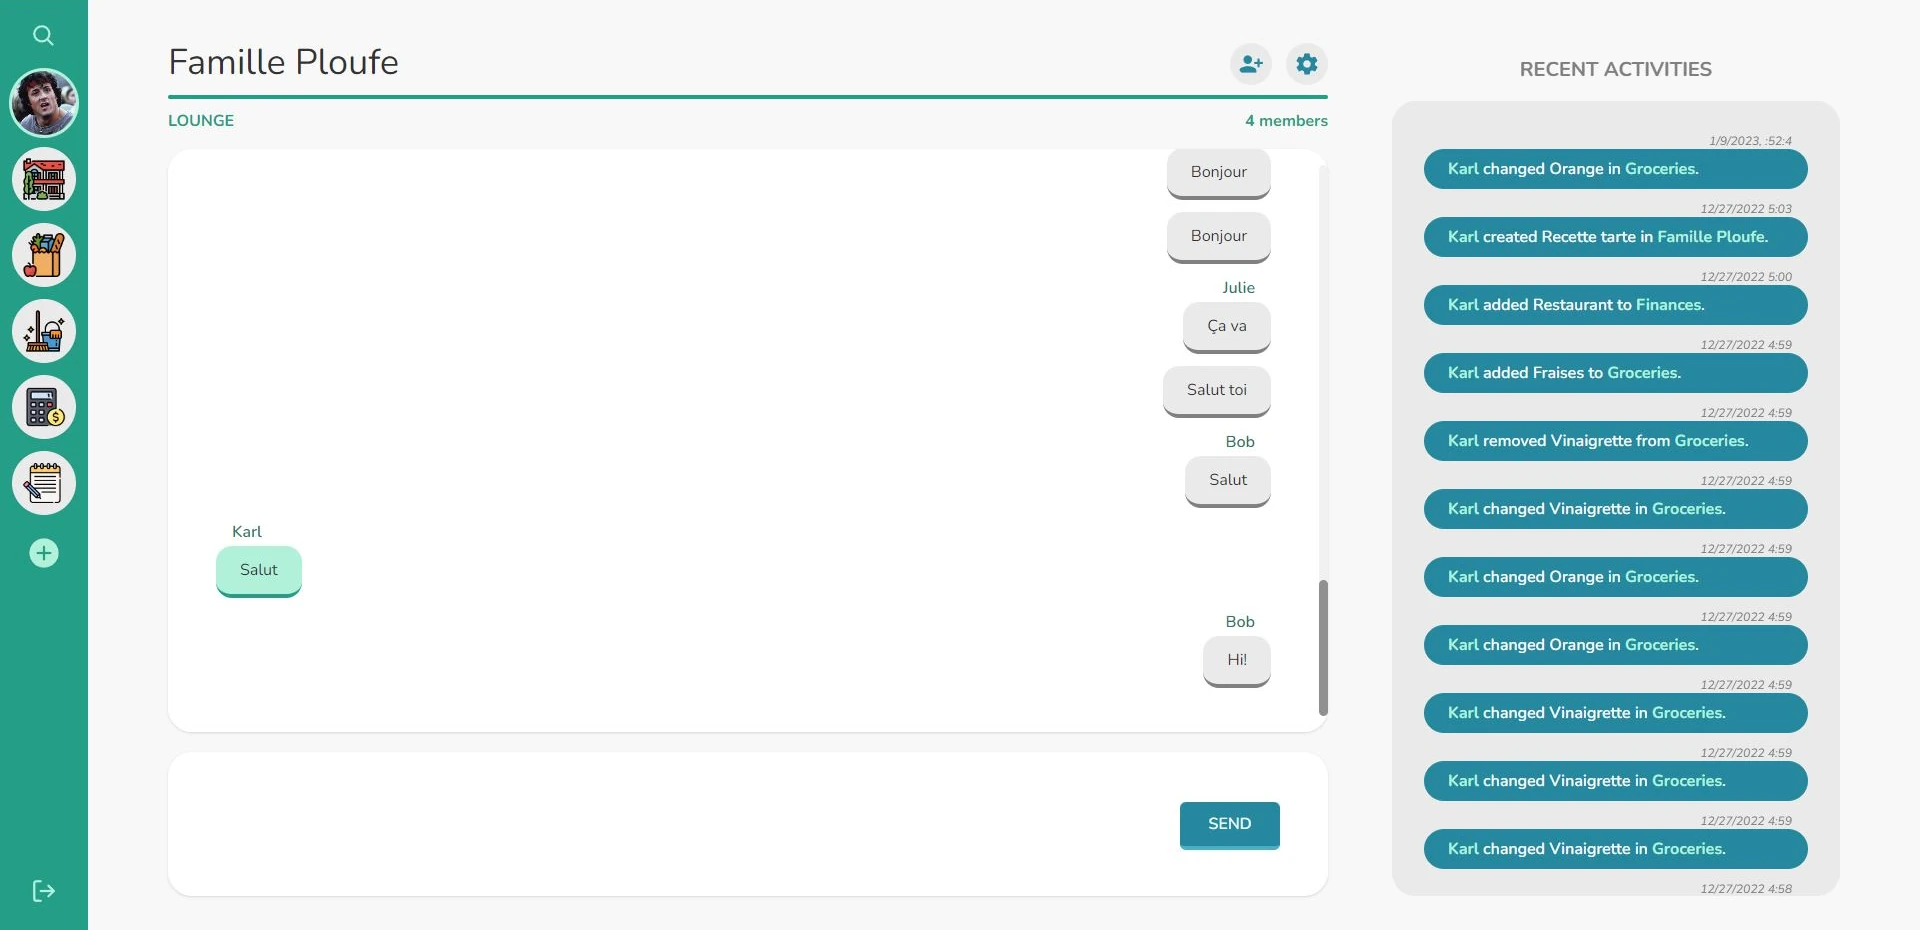 Famille Ploufe
LOUNGE
4 members
Bonjour
Bonjour
Julie
Ça va
Salut toi
Bob
Salut
Karl
Salut
Bob
Hi!
SEND
RECENT ACTIVITIES
1/9/2023, :52:4
Karl changed Orange in Groceries.
12/27/2022 5:03
Karl created Recette tarte in Famille Ploufe.
12/27/2022 5:00
Karl added Restaurant to Finances.
12/27/2022 4:59
Karl added Fraises to Groceries.
12/27/2022 4:59
Karl removed Vinaigrette from Groceries.
12/27/2022 4:59
Karl changed Vinaigrette in Groceries.
12/27/2022 4:59
Karl changed Orange in Groceries.
12/27/2022 4:59
Karl changed Orange in Groceries.
12/27/2022 4:59
Karl changed Vinaigrette in Groceries.
12/27/2022 4:59
Karl changed Vinaigrette in Groceries.
12/27/2022 4:59
Karl changed Vinaigrette in Groceries.
12/27/2022 4:58